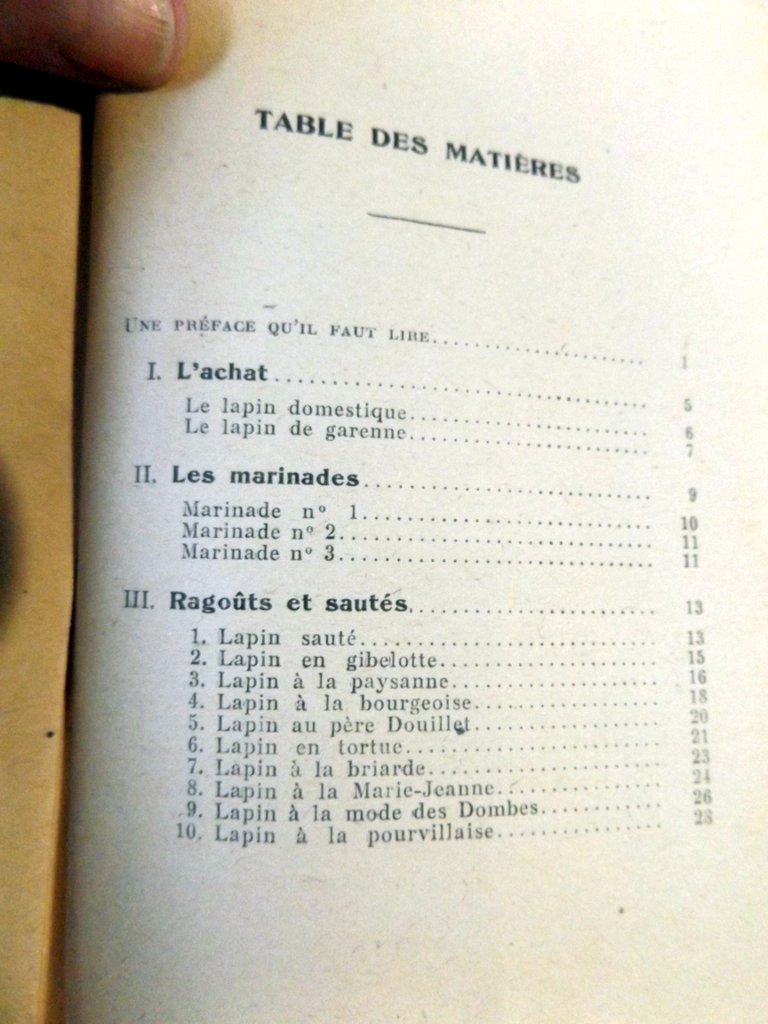 TABLE DES MATIÈRES
UNE PRÉFACE QU'IL FAUT LIRE.................... 1
I. L'achat.................................... 5
Le lapin domestique......................... 6
Le lapin de garenne......................... 7
II. Les marinades............................. 9
Marinade nº 1............................... 10
Marinade nº 2............................... 11
Marinade nº 3............................... 11
III. Ragoûts et sautés........................ 13
1. Lapin sauté.............................. 13
2. Lapin en gibelotte....................... 15
3. Lapin à la paysanne...................... 16
4. Lapin à la bourgeoise.................... 18
5. Lapin au père Douillet................... 20
6. Lapin en tortue.......................... 21
7. Lapin à la briarde....................... 23
8. Lapin à la Marie-Jeanne.................. 24
9. Lapin à la mode des Dombes............... 26
10. Lapin à la pourvillaise.................. 28